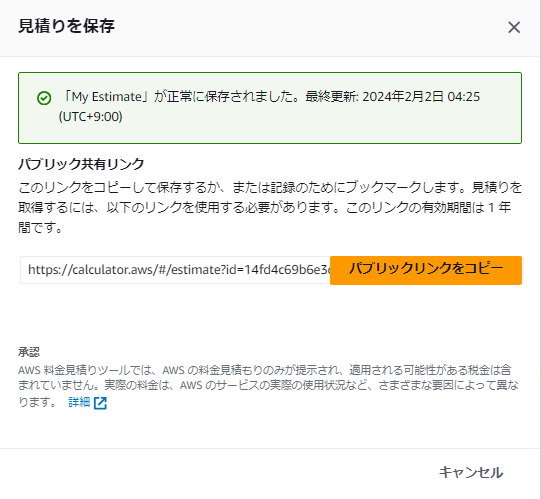 見積りを保存
「My Estimate」が正常に保存されました。最終更新: 2024年2月2日 04:25
(UTC+9:00)
パブリック共有リンク
このリンクをコピーして保存するか、または記録のためにブックマークします。見積りを
取得するには、以下のリンクを使用する必要があります。このリンクの有効期間は 1 年
間です。
https://calculator.aws/#/estimate?id=14fd4c69b6e3 パブリックリンクをコピー
承認
AWS 料金見積りツールでは、AWS の料金見積もりのみが提示され、適用される可能性がある税金は含
まれていません。実際の料金は、AWS のサービスの実際の使用状況など、さまざまな要因によって異な
ります。 詳細
キャンセル